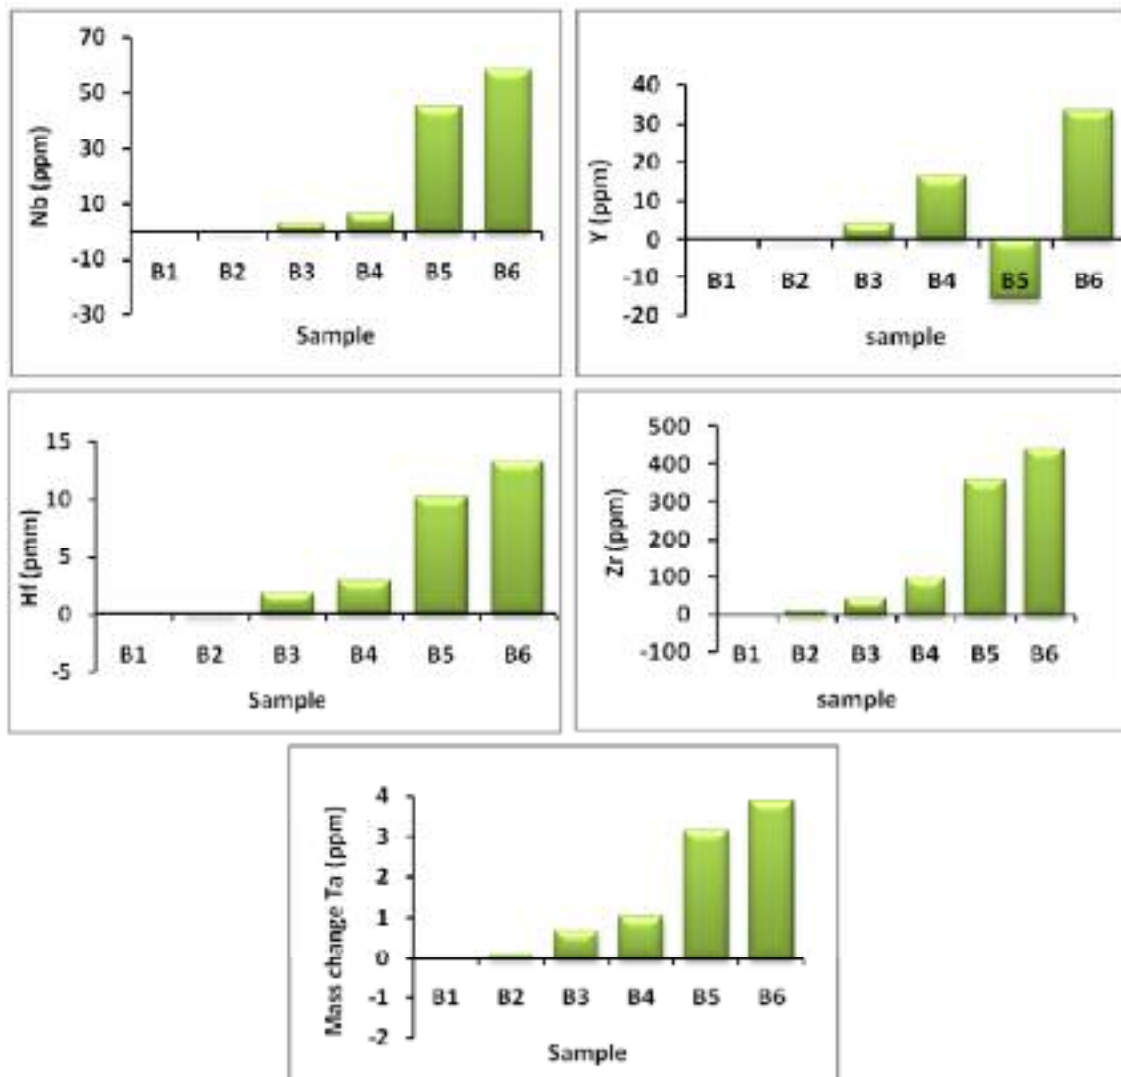 Nb (ppm)
70
50
30
10
-10
-30
B1 B2 B3 B4 B5 B6
Sample
Y (ppm)
40
30
20
10
0
-10
-20
B1 B2 B3 B4 B5 B6
sample
Hf (pmm)
15
10
5
0
-5
B1 B2 B3 B4 B5 B6
Sample
Zr (ppm)
500
400
300
200
100
0
-100
B1 B2 B3 B4 B5 B6
sample
Mass change Ta (ppm)
4
3
2
1
0
-1
-2
B1 B2 B3 B4 B5 B6
Sample